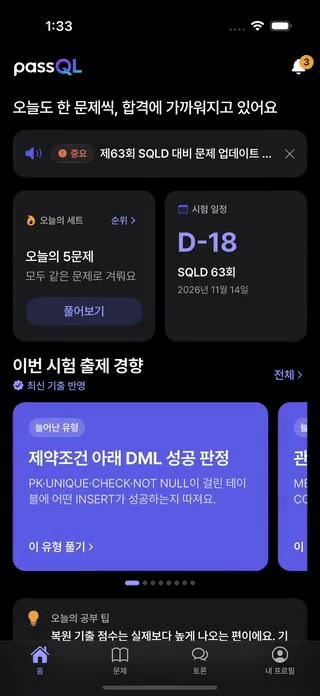 1:33
passQL
3
오늘도 한 문제씩, 합격에 가까워지고 있어요
중요 제63회 SQLD 대비 문제 업데이트 ...
오늘의 세트 순위
오늘의 5문제
모두 같은 문제로 겨뤄요
풀어보기
시험 일정
D-18
SQLD 63회
2026년 11월 14일
이번 시험 출제 경향
전체
최신 기출 반영
늘어난 유형
제약조건 아래 DML 성공 판정
PK·UNIQUE·CHECK·NOT NULL이 걸린 테이
블에 어떤 INSERT가 성공하는지 따져요.
이 유형 풀기
관
이
오늘의 공부 팁
복원 기출 점수는 실제보다 높게 나오는 편이에요. 기
홈
문제
토론
내 프로필